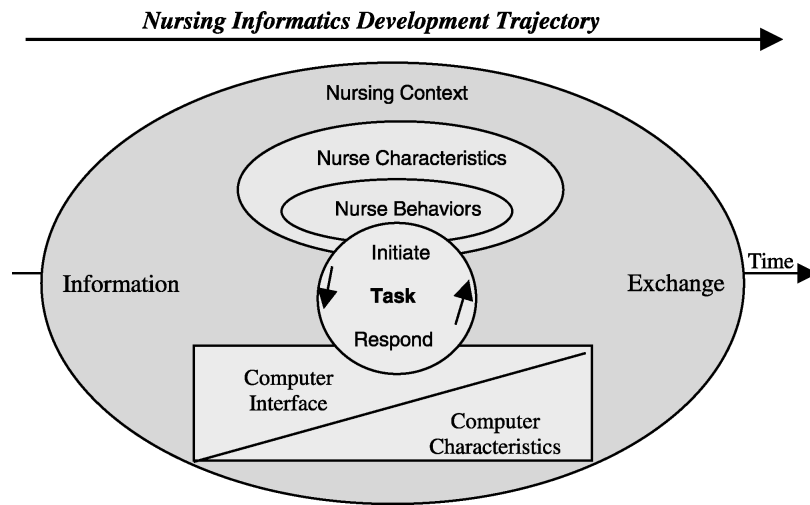 Nursing Informatics Development Trajectory
Nursing Context
Nurse Characteristics
Nurse Behaviors
Initiate
Time
Information
Task
Exchange
Respond
Computer
Interface
Computer
Characteristics